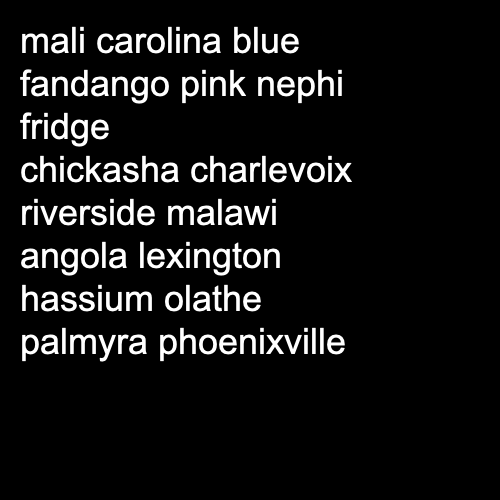 mali carolina blue
fandango pink nephi
fridge
chickasha charlevoix
riverside malawi
angola lexington
hassium olathe
palmyra phoenixville